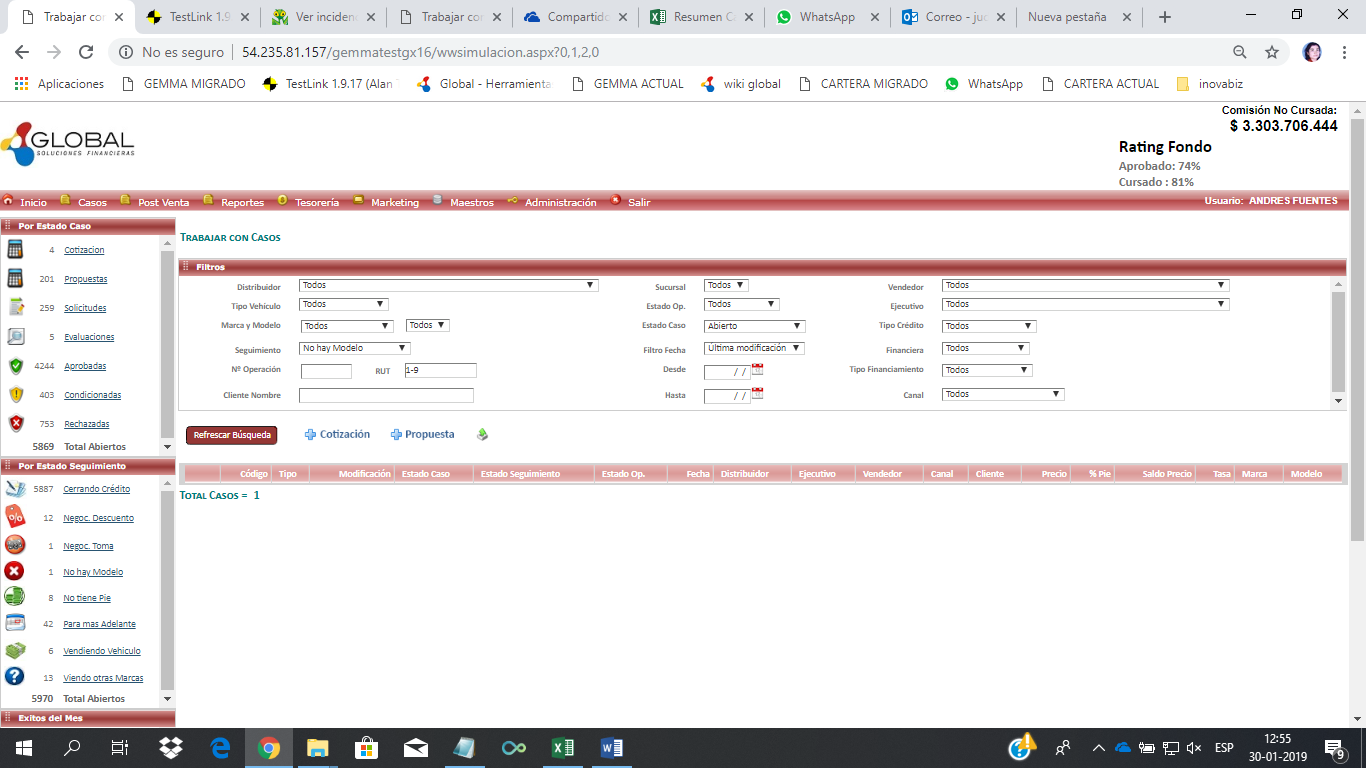 Trabajar cor
TestLink 1.9
Ver inciden
Trabajar cor
Compartido
Resumen C
WhatsApp
Correo - juc
Nueva pestaña
No es seguro
54.235.81.157/gemmatestgx16/wwsimulacion.aspx?0,1,2,0
Aplicaciones
GEMMA MIGRADO
TestLink 1.9.17 (Alan
Global - Herramienta
GEMMA ACTUAL
wiki global
CARTERA MIGRADO
WhatsApp
CARTERA ACTUAL
inovabiz
GLOBAL
SOLUCIONES FINANCIERAS
Comisión No Cursada:
$ 3.303.706.444
Rating Fondo
Aprobado: 74%
Cursado : 81%
Inicio Casos Post Venta Reportes Tesorería Marketing Maestros Administración Salir
Usuario: ANDRES FUENTES
Por Estado Caso
4 Cotizacion
201 Propuestas
259 Solicitudes
5 Evaluaciones
4244 Aprobadas
403 Condicionadas
753 Rechazadas
5869 Total Abiertos
Por Estado Seguimiento
5887 Cerrando Crédito
12 Negoc. Descuento
1 Negoc. Toma
1 No hay Modelo
8 No tiene Pie
42 Para mas Adelante
6 Vendiendo Vehículo
13 Viendo otras Marcas
5970 Total Abiertos
Exitos del Mes
TRABAJAR CON CASOS
Filtros
Distribuidor Todos Sucursal Todos Vendedor Todos
Tipo Vehículo Todos Estado Op. Todos Ejecutivo Todos
Marca y Modelo Todos Todos Estado Caso Abierto Tipo Crédito Todos
Seguimiento No hay Modelo Filtro Fecha Última modificación Financiera Todos
Nº Operación RUT 1-9 Desde / / Tipo Financiamiento Todos
Cliente Nombre Hasta / / Canal Todos
Refrescar Búsqueda
Cotización
Propuesta
Código Tipo Modificación Estado Caso Estado Seguimiento Estado Op. Fecha Distribuidor Ejecutivo Vendedor Canal Cliente Precio % Pie Saldo Precio Tasa Marca Modelo
TOTAL CASOS = 1
ESP
12:55
30-01-2019
9